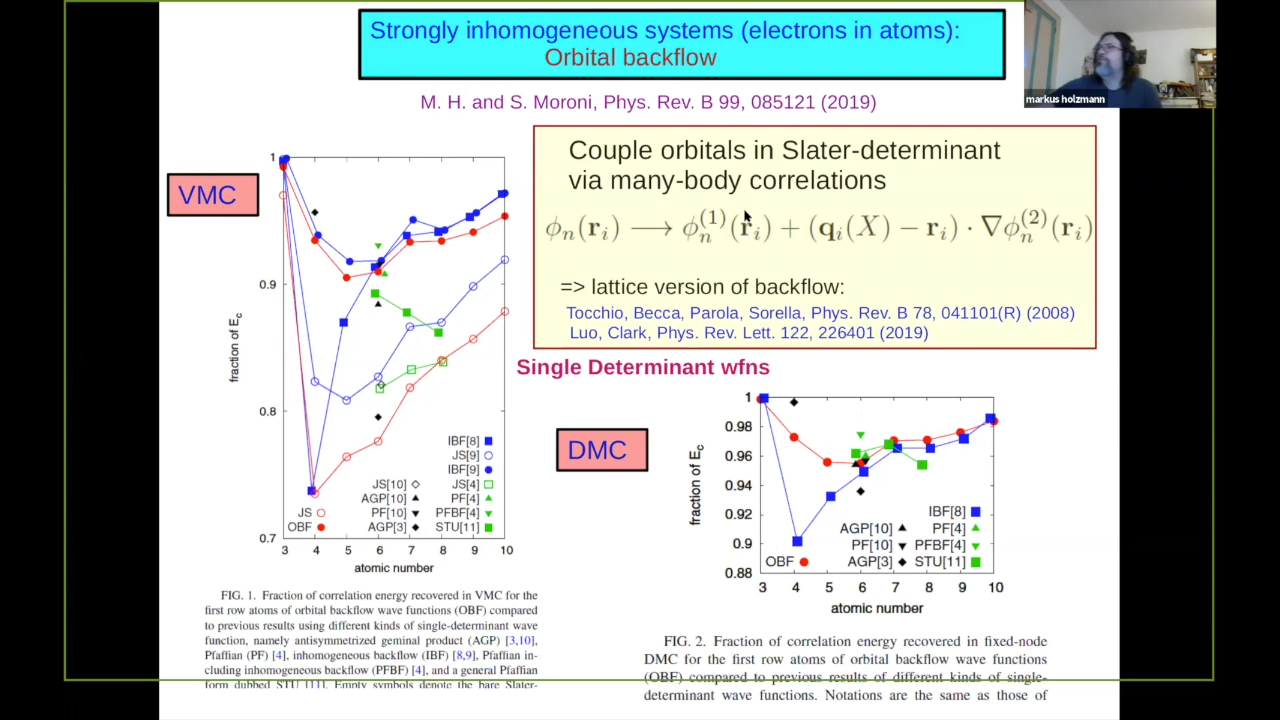 Strongly inhomogeneous systems (electrons in atoms):
Orbital backflow
markus holzmann
M. H. and S. Moroni, Phys. Rev. B 99, 085121 (2019)
VMC
Couple orbitals in Slater-determinant
via many-body correlations
ϕₙ(rᵢ) ⟶ ϕₙ⁽¹⁾(rᵢ) + (qᵢ(X) − rᵢ) · ∇ϕₙ⁽²⁾(rᵢ)
=> lattice version of backflow:
Tocchio, Becca, Parola, Sorella, Phys. Rev. B 78, 041101(R) (2008)
Luo, Clark, Phys. Rev. Lett. 122, 226401 (2019)
Single Determinant wfns
1
0.9
0.8
0.7
fraction of Ec
IBF[8]
JS[9]
IBF[9]
JS[10] JS[4]
AGP[10] PF[4]
JS PF[10] PFBF[4]
OBF AGP[3] STU[11]
3 4 5 6 7 8 9 10
atomic number
FIG. 1. Fraction of correlation energy recovered in VMC for the
first row atoms of orbital backflow wave functions (OBF) compared
to previous results using different kinds of single-determinant wave
function, namely antisymmetrized geminal product (AGP) [3,10],
Pfaffian (PF) [4], inhomogeneous backflow (IBF) [8,9], Pfaffian in-
cluding inhomogeneous backflow (PFBF) [4], and a general Pfaffian
form dubbed STU [11]. Empty symbols denote the bare Slater-
DMC
1
0.98
0.96
0.94
0.92
0.9
0.88
fraction of Ec
IBF[8]
AGP[10] PF[4]
PF[10] PFBF[4]
OBF AGP[3] STU[11]
3 4 5 6 7 8 9 10
atomic number
FIG. 2. Fraction of correlation energy recovered in fixed-node
DMC for the first row atoms of orbital backflow wave functions
(OBF) compared to previous results of different kinds of single-
determinant wave functions. Notations are the same as those of